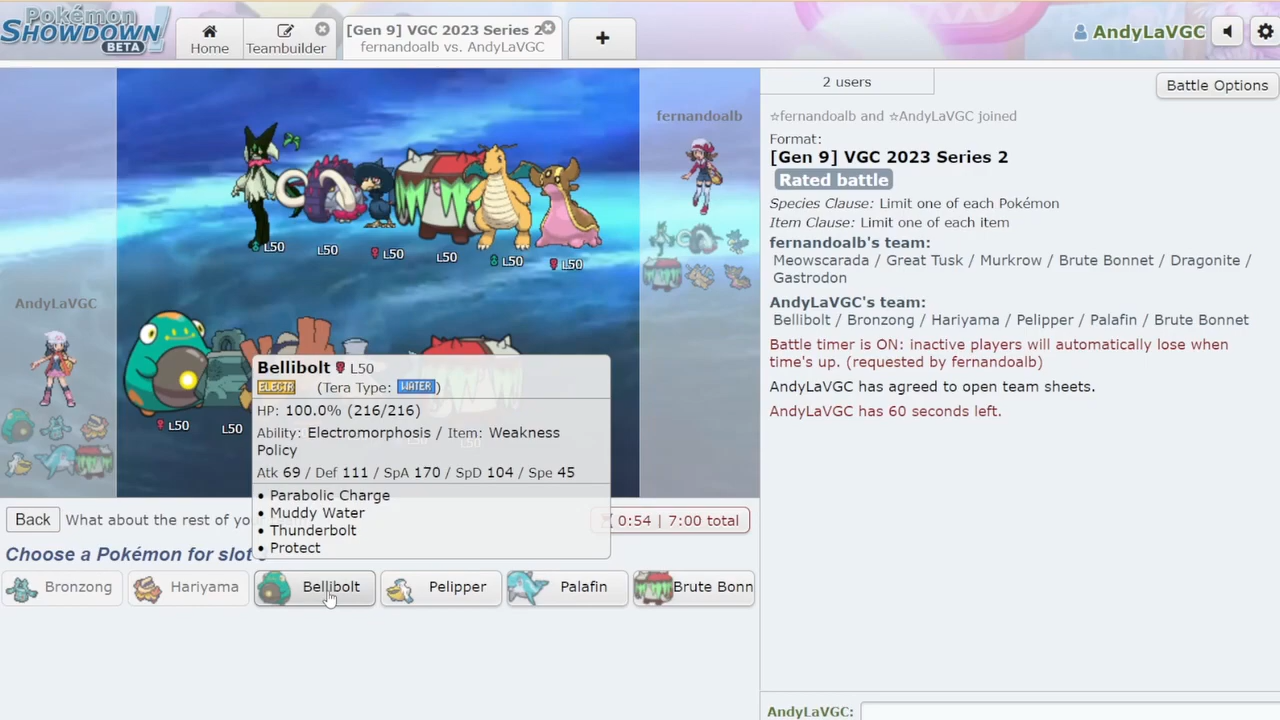 Pokémon
SHOWDOWN!
BETA
Home
Teambuilder
[Gen 9] VGC 2023 Series 2
fernandoalb vs. AndyLaVGC
+
AndyLaVGC
fernandoalb
L50
L50
L50
L50
L50
L50
AndyLaVGC
L50
L50
Bellibolt L50
ELECTR (Tera Type: WATER)
HP: 100.0% (216/216)
Ability: Electromorphosis / Item: Weakness
Policy
Atk 69 / Def 111 / SpA 170 / SpD 104 / Spe 45
• Parabolic Charge
• Muddy Water
• Thunderbolt
• Protect
Back What about the rest of yo
0:54 | 7:00 total
Choose a Pokémon for slot
Bronzong
Hariyama
Bellibolt
Pelipper
Palafin
Brute Bonn
2 users
Battle Options
☆fernandoalb and ☆AndyLaVGC joined
Format:
[Gen 9] VGC 2023 Series 2
Rated battle
Species Clause: Limit one of each Pokémon
Item Clause: Limit one of each item
fernandoalb's team:
Meowscarada / Great Tusk / Murkrow / Brute Bonnet / Dragonite /
Gastrodon
AndyLaVGC's team:
Bellibolt / Bronzong / Hariyama / Pelipper / Palafin / Brute Bonnet
Battle timer is ON: inactive players will automatically lose when
time's up. (requested by fernandoalb)
AndyLaVGC has agreed to open team sheets.
AndyLaVGC has 60 seconds left.
AndyLaVGC: